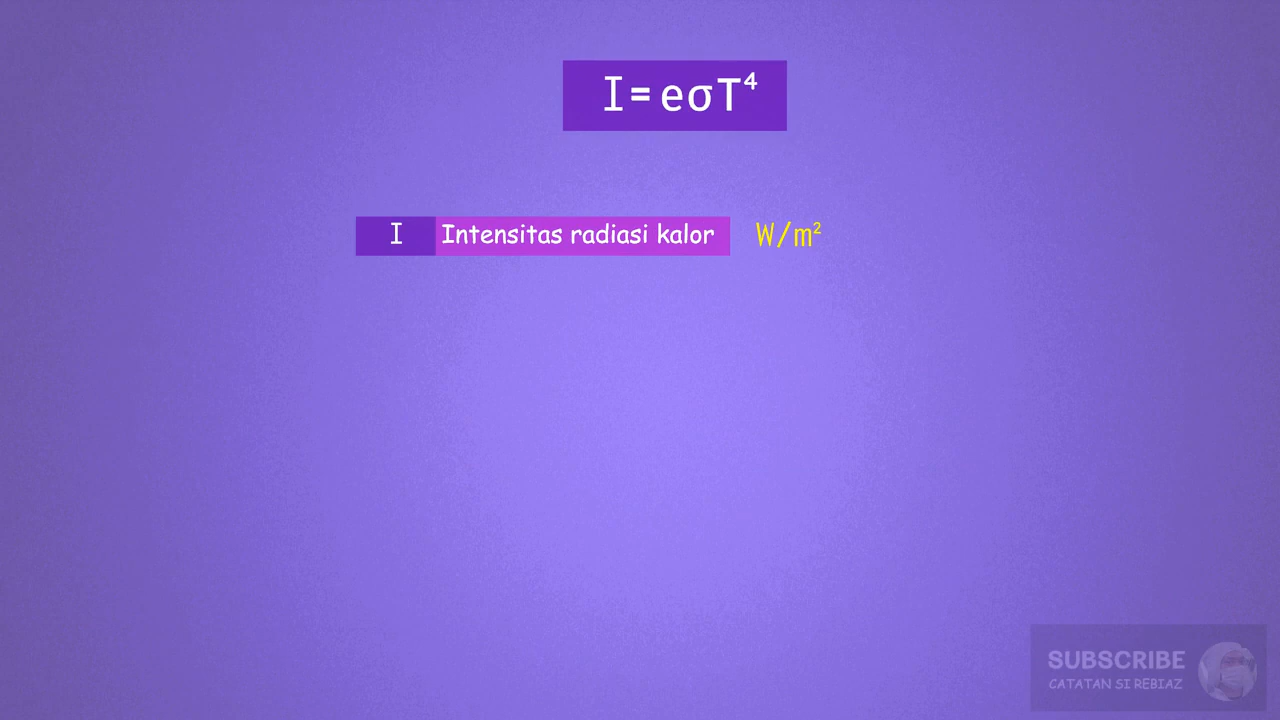 I=eσT⁴
I Intensitas radiasi kalor W/m²
SUBSCRIBE
CATATAN SI REBIAZ